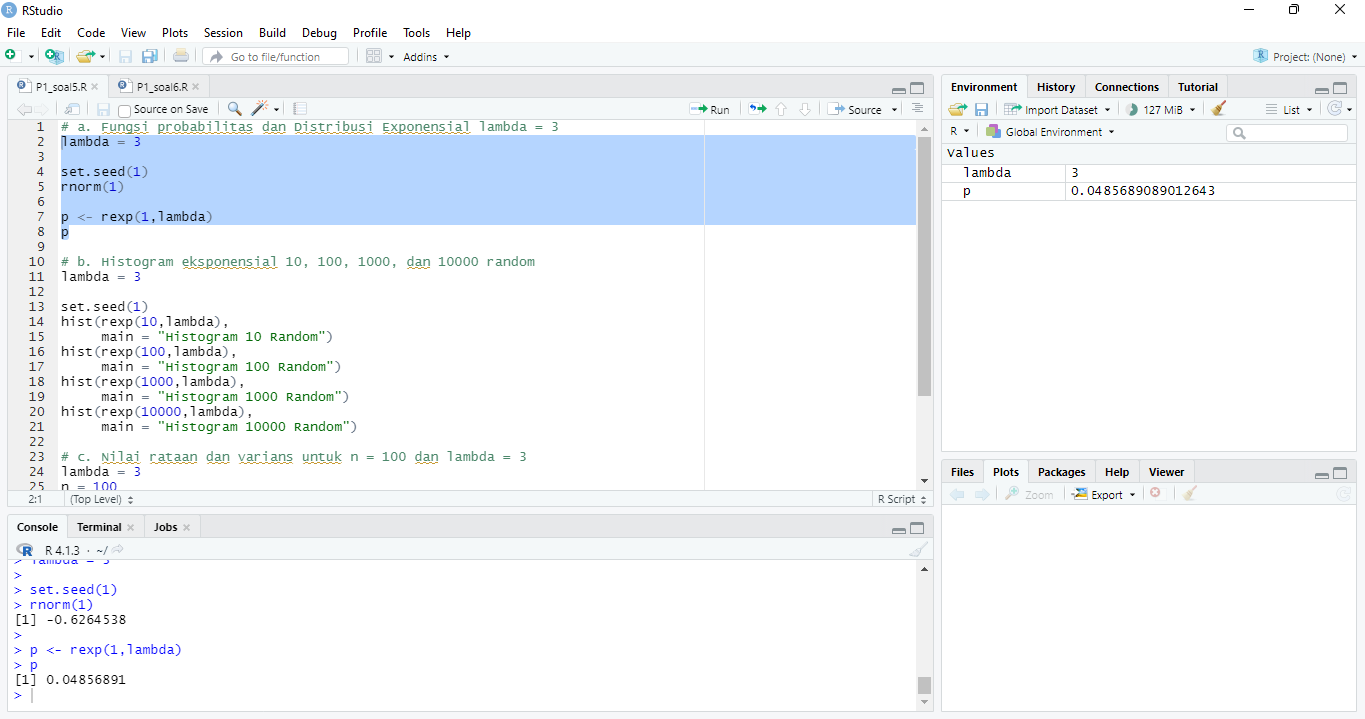 RStudio
File Edit Code View Plots Session Build Debug Profile Tools Help
Go to file/function Addins Project: (None)
P1_soal5.R P1_soal6.R
Source on Save Run Source
1 # a. Fungsi probabilitas dan Distribusi Exponensial lambda = 3
2 lambda = 3
3
4 set.seed(1)
5 rnorm(1)
6
7 p <- rexp(1,lambda)
8 p
9
10 # b. Histogram eksponensial 10, 100, 1000, dan 10000 random
11 lambda = 3
12
13 set.seed(1)
14 hist(rexp(10,lambda),
15 main = "Histogram 10 Random")
16 hist(rexp(100,lambda),
17 main = "Histogram 100 Random")
18 hist(rexp(1000,lambda),
19 main = "Histogram 1000 Random")
20 hist(rexp(10000,lambda),
21 main = "Histogram 10000 Random")
22
23 # c. Nilai rataan dan varians untuk n = 100 dan lambda = 3
24 lambda = 3
25 n = 100
2:1 (Top Level) R Script
Console Terminal Jobs
R 4.1.3 · ~/
> lambda = 3
>
> set.seed(1)
> rnorm(1)
[1] -0.6264538
>
> p <- rexp(1,lambda)
> p
[1] 0.04856891
>
Environment History Connections Tutorial
Import Dataset 127 MiB List
R Global Environment
Values
lambda 3
p 0.0485689089012643
Files Plots Packages Help Viewer
Zoom Export